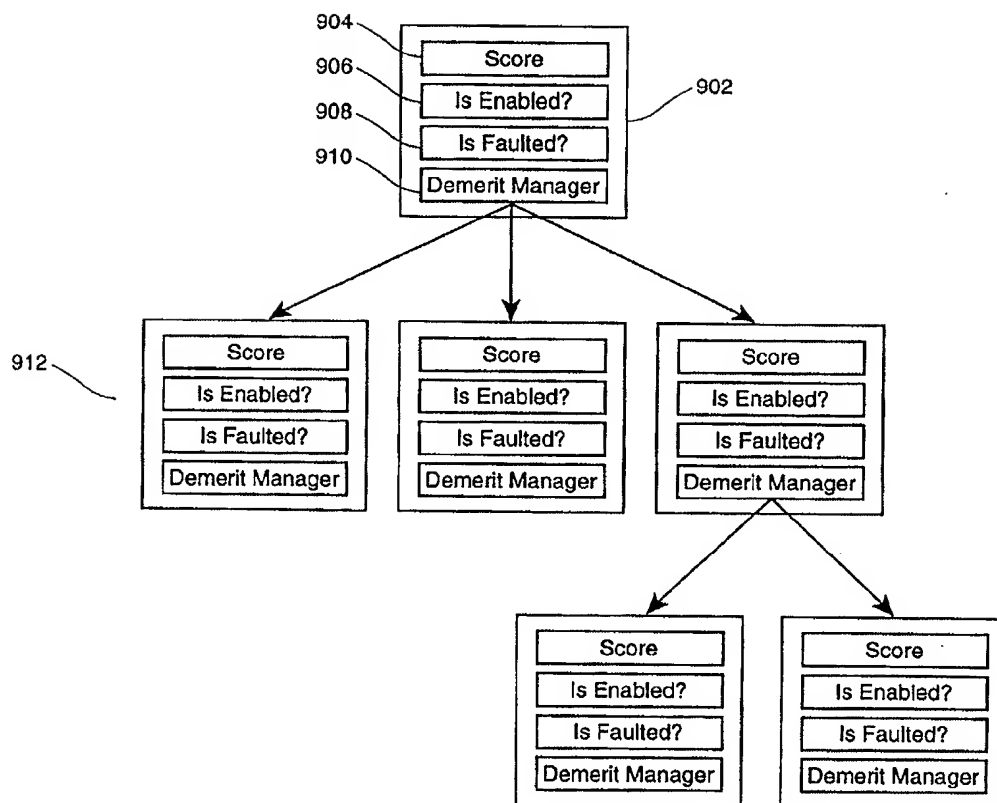 904
Score
906
Is Enabled?
902
908
Is Faulted?
910
Demerit Manager
912
Score
Is Enabled?
Is Faulted?
Demerit Manager
Score
Is Enabled?
Is Faulted?
Demerit Manager
Score
Is Enabled?
Is Faulted?
Demerit Manager
Score
Is Enabled?
Is Faulted?
Demerit Manager
Score
Is Enabled?
Is Faulted?
Demerit Manager